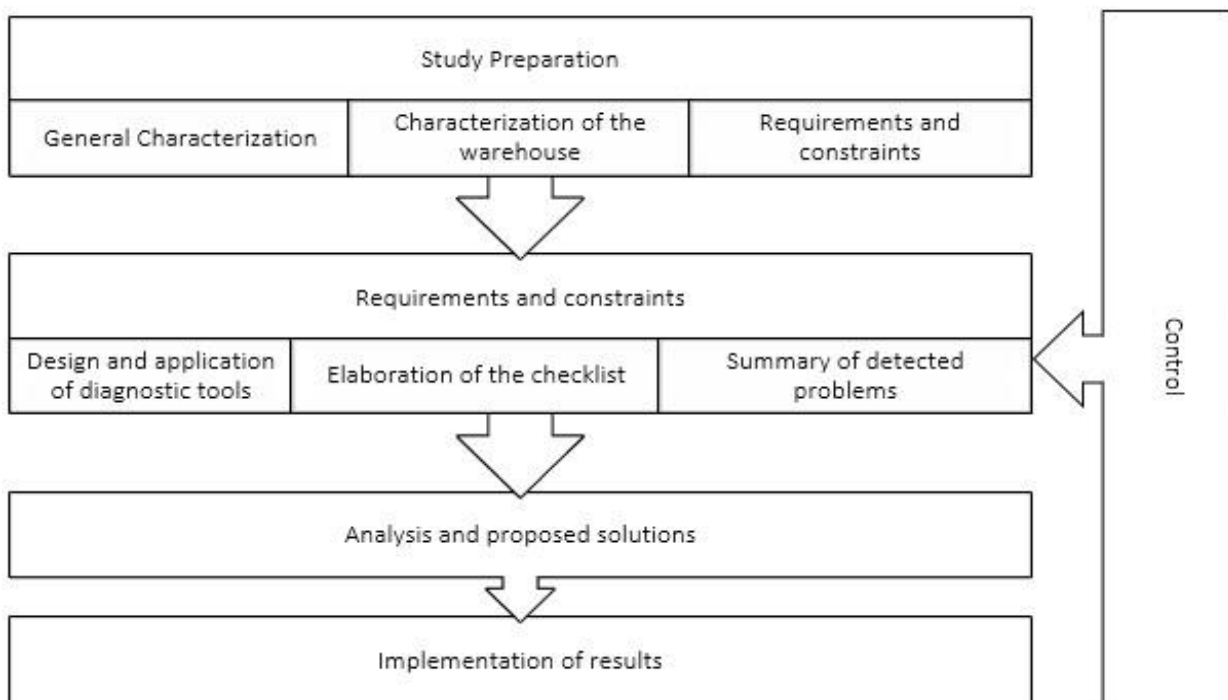 Study Preparation
General Characterization
Characterization of the
warehouse
Requirements and
constraints
Requirements and constraints
Design and application
of diagnostic tools
Elaboration of the checklist
Summary of detected
problems
Control
Analysis and proposed solutions
Implementation of results